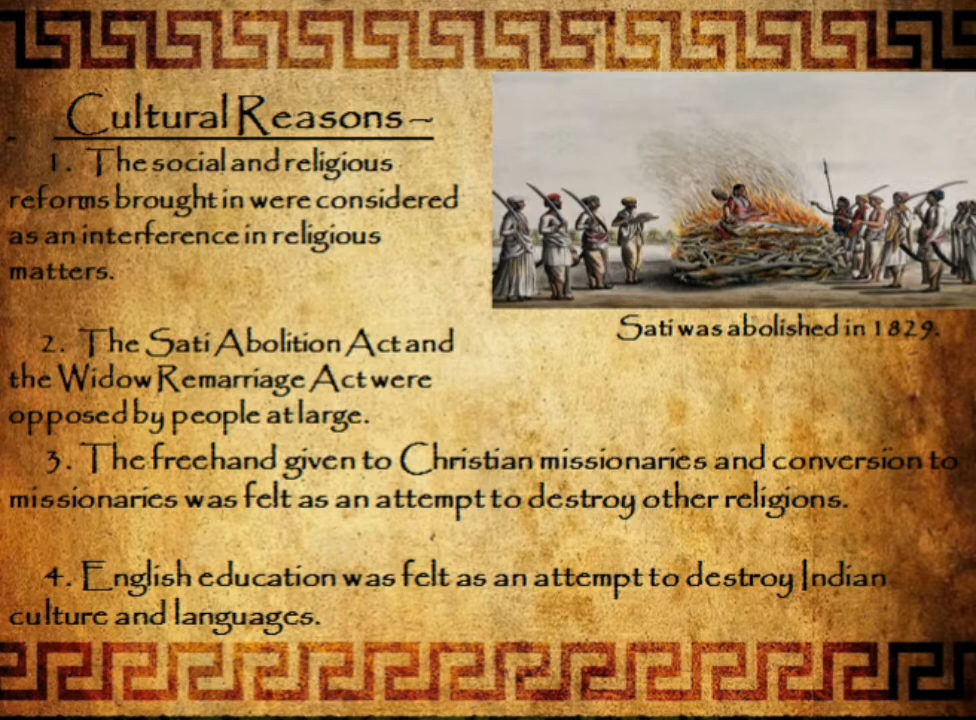 Cultural Reasons –
1. The social and religious
reforms brought in were considered
as an interference in religious
matters.
Sati was abolished in 1829.
2. The Sati Abolition Act and
the Widow Remarriage Act were
opposed by people at large.
3. The freehand given to Christian missionaries and conversion to
missionaries was felt as an attempt to destroy other religions.
4. English education was felt as an attempt to destroy Indian
culture and languages.